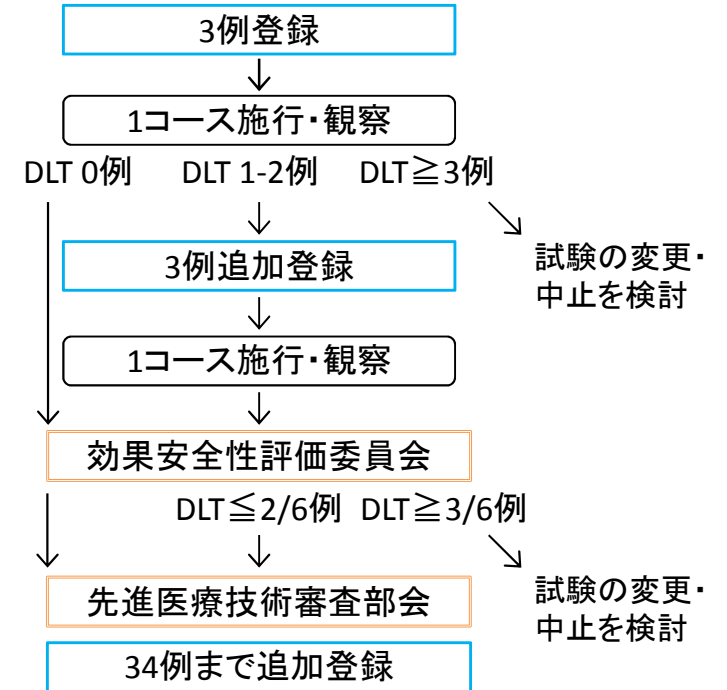 3例登録
1コース施行・観察
DLT 0例 DLT 1-2例 DLT≧3例
3例追加登録
試験の変更・
中止を検討
1コース施行・観察
効果安全性評価委員会
DLT≦2/6例 DLT≧3/6例
先進医療技術審査部会
試験の変更・
中止を検討
34例まで追加登録